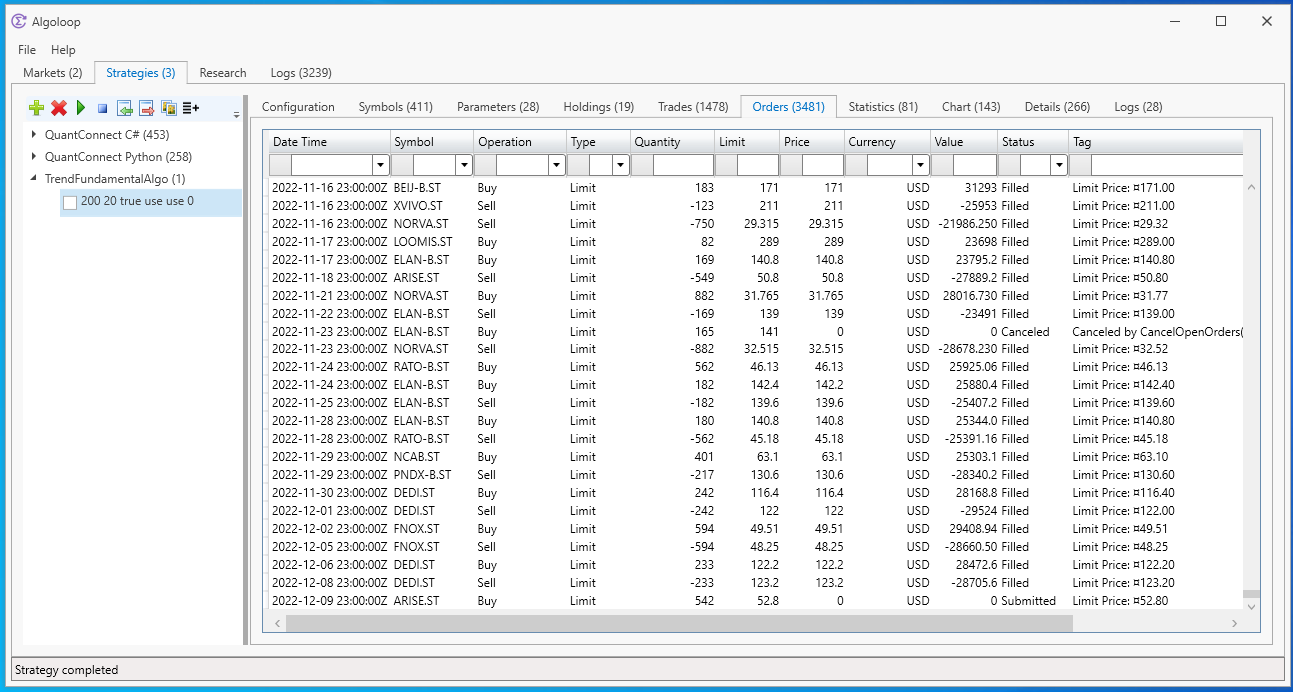 Algoloop
File Help
Markets (2) Strategies (3) Research Logs (3239)
Configuration Symbols (411) Parameters (28) Holdings (19) Trades (1478) Orders (3481) Statistics (81) Chart (143) Details (266) Logs (28)
QuantConnect C# (453)
QuantConnect Python (258)
TrendFundamentalAlgo (1)
200 20 true use use 0
Date Time Symbol Operation Type Quantity Limit Price Currency Value Status Tag
2022-11-16 23:00:00Z BEIJ-B.ST Buy Limit 183 171 171 USD 31293 Filled Limit Price: ¤171.00
2022-11-16 23:00:00Z XVIVO.ST Sell Limit -123 211 211 USD -25953 Filled Limit Price: ¤211.00
2022-11-16 23:00:00Z NORVA.ST Sell Limit -750 29.315 29.315 USD -21986.250 Filled Limit Price: ¤29.32
2022-11-17 23:00:00Z LOOMIS.ST Buy Limit 82 289 289 USD 23698 Filled Limit Price: ¤289.00
2022-11-17 23:00:00Z ELAN-B.ST Buy Limit 169 140.8 140.8 USD 23795.2 Filled Limit Price: ¤140.80
2022-11-18 23:00:00Z ARISE.ST Sell Limit -549 50.8 50.8 USD -27889.2 Filled Limit Price: ¤50.80
2022-11-21 23:00:00Z NORVA.ST Buy Limit 882 31.765 31.765 USD 28016.730 Filled Limit Price: ¤31.77
2022-11-22 23:00:00Z ELAN-B.ST Sell Limit -169 139 139 USD -23491 Filled Limit Price: ¤139.00
2022-11-23 23:00:00Z ELAN-B.ST Buy Limit 165 141 0 USD 0 Canceled Canceled by CancelOpenOrders(
2022-11-23 23:00:00Z NORVA.ST Sell Limit -882 32.515 32.515 USD -28678.230 Filled Limit Price: ¤32.52
2022-11-24 23:00:00Z RATO-B.ST Buy Limit 562 46.13 46.13 USD 25925.06 Filled Limit Price: ¤46.13
2022-11-24 23:00:00Z ELAN-B.ST Buy Limit 182 142.4 142.2 USD 25880.4 Filled Limit Price: ¤142.40
2022-11-25 23:00:00Z ELAN-B.ST Sell Limit -182 139.6 139.6 USD -25407.2 Filled Limit Price: ¤139.60
2022-11-28 23:00:00Z ELAN-B.ST Buy Limit 180 140.8 140.8 USD 25344.0 Filled Limit Price: ¤140.80
2022-11-28 23:00:00Z RATO-B.ST Sell Limit -562 45.18 45.18 USD -25391.16 Filled Limit Price: ¤45.18
2022-11-29 23:00:00Z NCAB.ST Buy Limit 401 63.1 63.1 USD 25303.1 Filled Limit Price: ¤63.10
2022-11-29 23:00:00Z PNDX-B.ST Sell Limit -217 130.6 130.6 USD -28340.2 Filled Limit Price: ¤130.60
2022-11-30 23:00:00Z DEDI.ST Buy Limit 242 116.4 116.4 USD 28168.8 Filled Limit Price: ¤116.40
2022-12-01 23:00:00Z DEDI.ST Sell Limit -242 122 122 USD -29524 Filled Limit Price: ¤122.00
2022-12-02 23:00:00Z FNOX.ST Buy Limit 594 49.51 49.51 USD 29408.94 Filled Limit Price: ¤49.51
2022-12-05 23:00:00Z FNOX.ST Sell Limit -594 48.25 48.25 USD -28660.50 Filled Limit Price: ¤48.25
2022-12-06 23:00:00Z DEDI.ST Buy Limit 233 122.2 122.2 USD 28472.6 Filled Limit Price: ¤122.20
2022-12-08 23:00:00Z DEDI.ST Sell Limit -233 123.2 123.2 USD -28705.6 Filled Limit Price: ¤123.20
2022-12-09 23:00:00Z ARISE.ST Buy Limit 542 52.8 0 USD 0 Submitted Limit Price: ¤52.80
Strategy completed